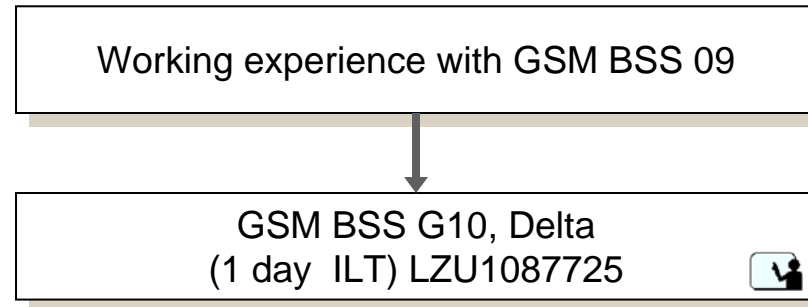 Working experience with GSM BSS 09
GSM BSS G10, Delta
(1 day ILT) LZU1087725